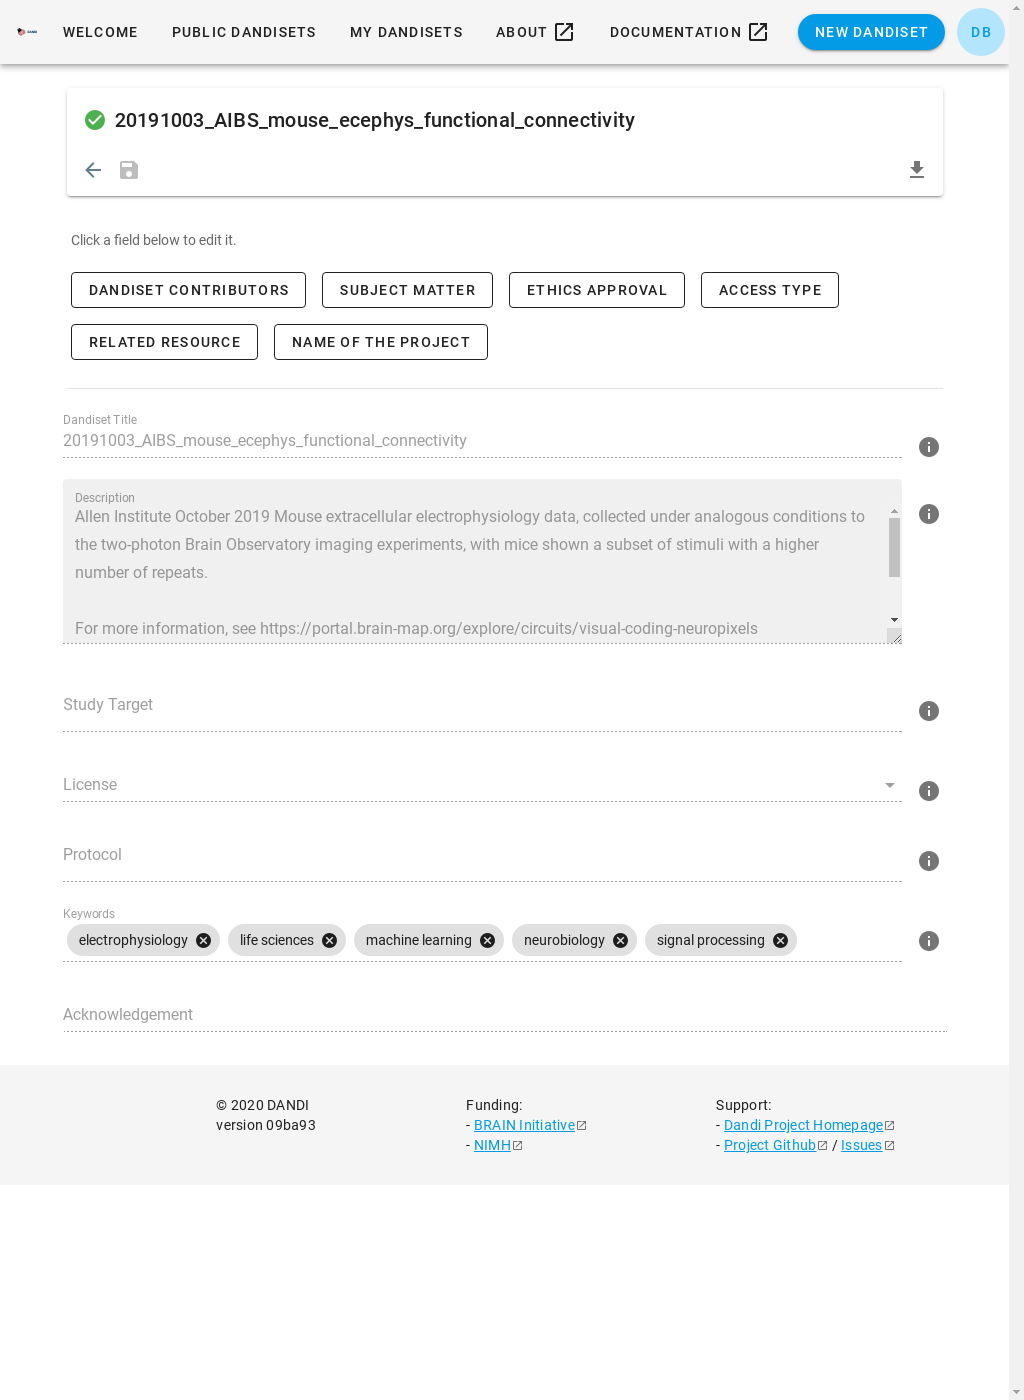 WELCOME PUBLIC DANDISETS MY DANDISETS ABOUT DOCUMENTATION NEW DANDISET DB
20191003_AIBS_mouse_ecephys_functional_connectivity
Click a field below to edit it.
DANDISET CONTRIBUTORS SUBJECT MATTER ETHICS APPROVAL ACCESS TYPE
RELATED RESOURCE NAME OF THE PROJECT
Dandiset Title
20191003_AIBS_mouse_ecephys_functional_connectivity
Description
Allen Institute October 2019 Mouse extracellular electrophysiology data, collected under analogous conditions to
the two-photon Brain Observatory imaging experiments, with mice shown a subset of stimuli with a higher
number of repeats.
For more information, see https://portal.brain-map.org/explore/circuits/visual-coding-neuropixels
Study Target
License
Protocol
Keywords
electrophysiology life sciences machine learning neurobiology signal processing
Acknowledgement
© 2020 DANDI
version 09ba93
Funding:
- BRAIN Initiative
- NIMH
Support:
- Dandi Project Homepage
- Project Github / Issues